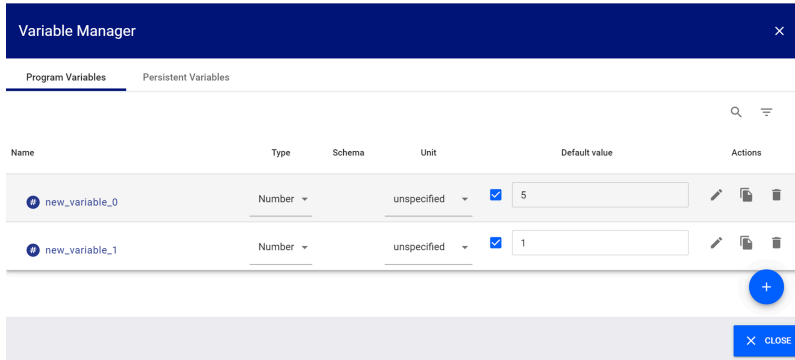 Variable Manager
Program Variables Persistent Variables
Name Type Schema Unit Default value Actions
# new_variable_0 Number unspecified 5
# new_variable_1 Number unspecified 1
CLOSE